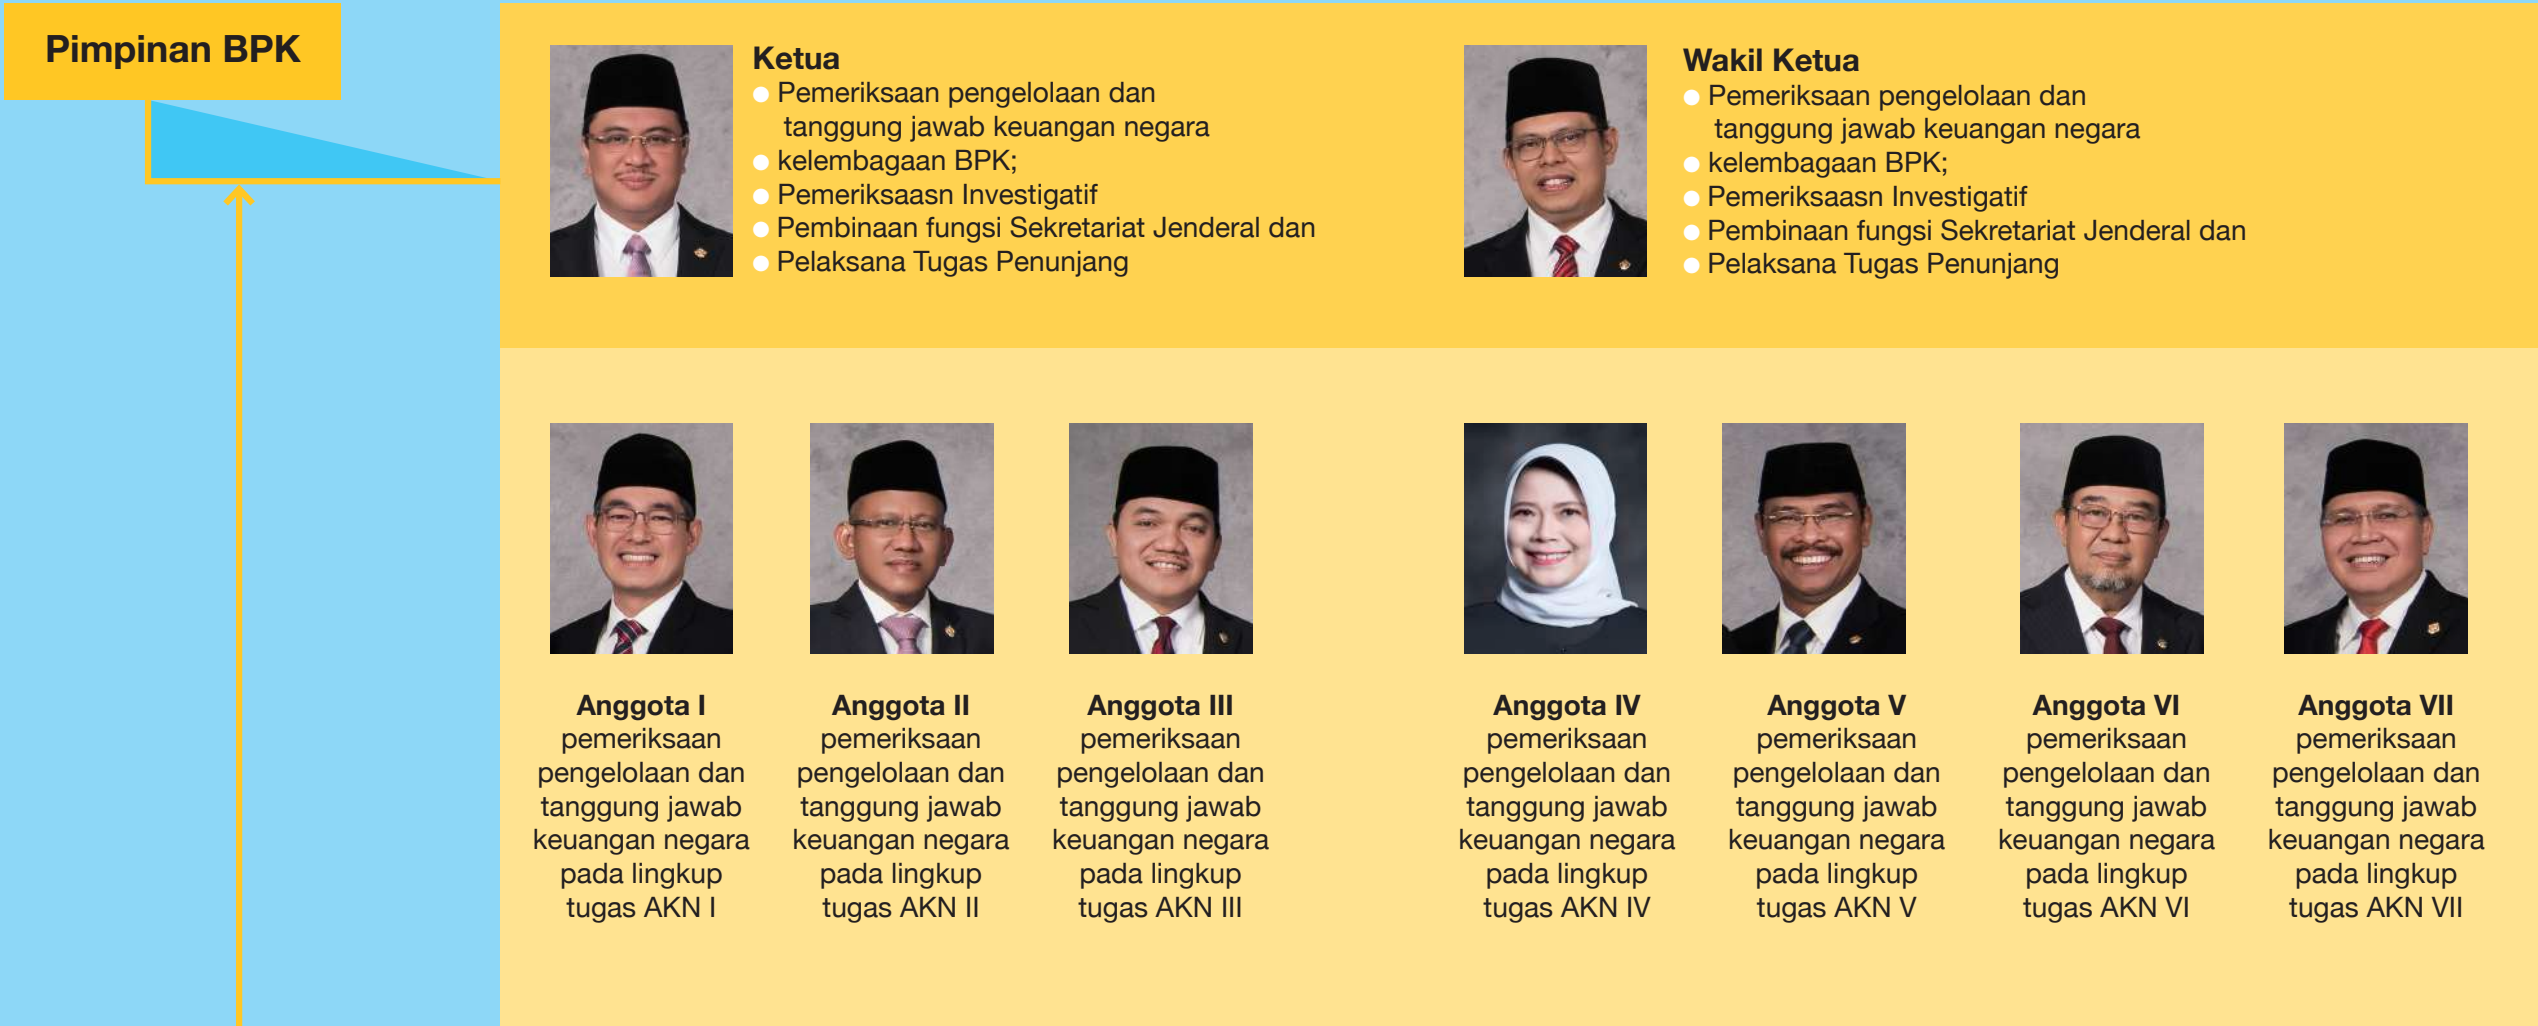 Pimpinan BPK
Ketua
● Pemeriksaan pengelolaan dan
tanggung jawab keuangan negara
● kelembagaan BPK;
● Pemeriksaasn Investigatif
● Pembinaan fungsi Sekretariat Jenderal dan
● Pelaksana Tugas Penunjang
Wakil Ketua
● Pemeriksaan pengelolaan dan
tanggung jawab keuangan negara
● kelembagaan BPK;
● Pemeriksaasn Investigatif
● Pembinaan fungsi Sekretariat Jenderal dan
● Pelaksana Tugas Penunjang
Anggota I
pemeriksaan
pengelolaan dan
tanggung jawab
keuangan negara
pada lingkup
tugas AKN I
Anggota II
pemeriksaan
pengelolaan dan
tanggung jawab
keuangan negara
pada lingkup
tugas AKN II
Anggota III
pemeriksaan
pengelolaan dan
tanggung jawab
keuangan negara
pada lingkup
tugas AKN III
Anggota IV
pemeriksaan
pengelolaan dan
tanggung jawab
keuangan negara
pada lingkup
tugas AKN IV
Anggota V
pemeriksaan
pengelolaan dan
tanggung jawab
keuangan negara
pada lingkup
tugas AKN V
Anggota VI
pemeriksaan
pengelolaan dan
tanggung jawab
keuangan negara
pada lingkup
tugas AKN VI
Anggota VII
pemeriksaan
pengelolaan dan
tanggung jawab
keuangan negara
pada lingkup
tugas AKN VII